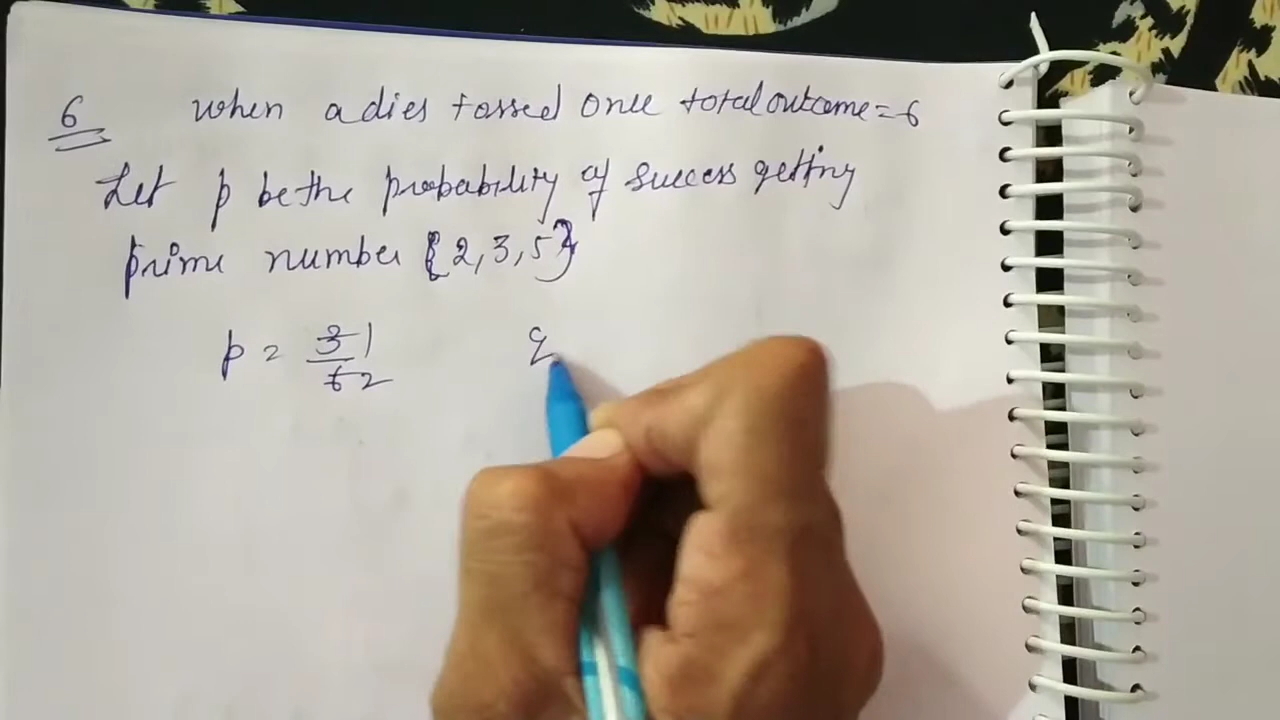 6 when a dies tossed once total outcome = 6
Let p be the probability of success getting
prime number {2, 3, 5}
p = 3/6 1/2 q